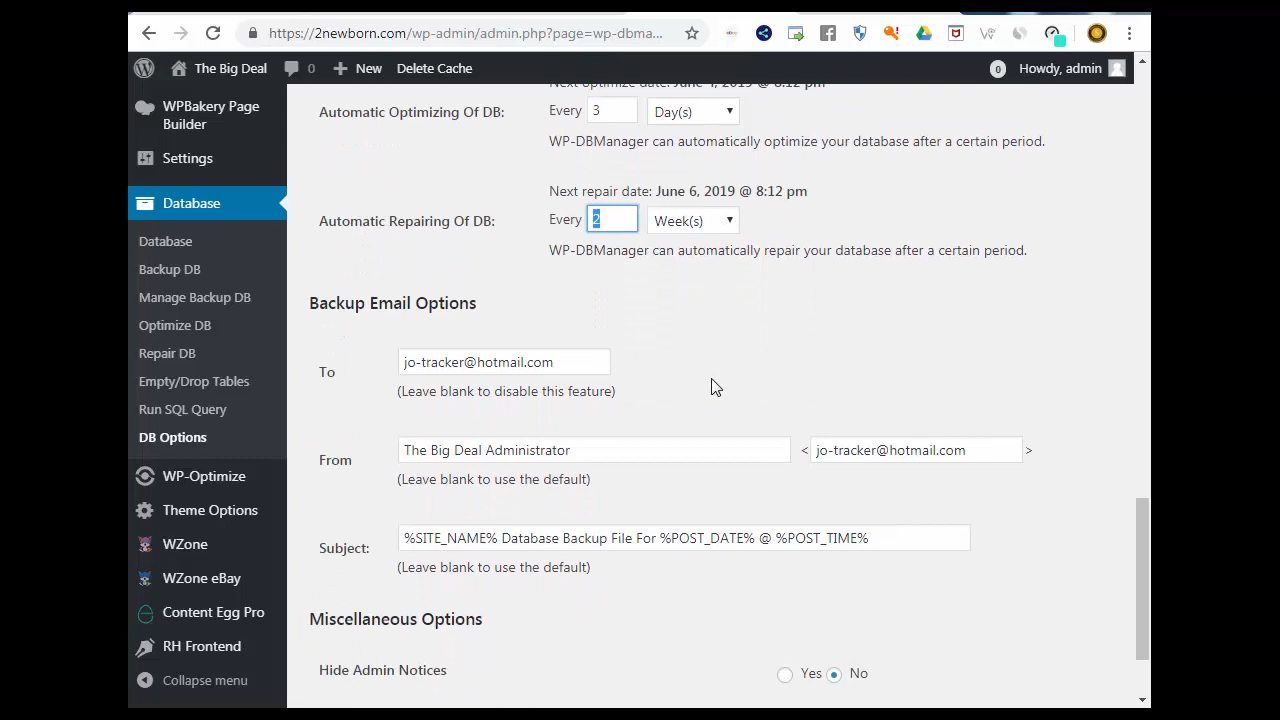 https://2newborn.com/wp-admin/admin.php?page=wp-dbma...
The Big Deal
0
New
Delete Cache
0
Howdy, admin
WPBakery Page
Builder
Settings
Database
Database
Backup DB
Manage Backup DB
Optimize DB
Repair DB
Empty/Drop Tables
Run SQL Query
DB Options
WP-Optimize
Theme Options
WZone
WZone eBay
Content Egg Pro
RH Frontend
Collapse menu
Automatic Optimizing Of DB:
Every 3 Day(s)
WP-DBManager can automatically optimize your database after a certain period.
Next repair date: June 6, 2019 @ 8:12 pm
Automatic Repairing Of DB:
Every 2 Week(s)
WP-DBManager can automatically repair your database after a certain period.
Backup Email Options
To
jo-tracker@hotmail.com
(Leave blank to disable this feature)
From
The Big Deal Administrator
< jo-tracker@hotmail.com >
(Leave blank to use the default)
Subject:
%SITE_NAME% Database Backup File For %POST_DATE% @ %POST_TIME%
(Leave blank to use the default)
Miscellaneous Options
Hide Admin Notices
Yes No